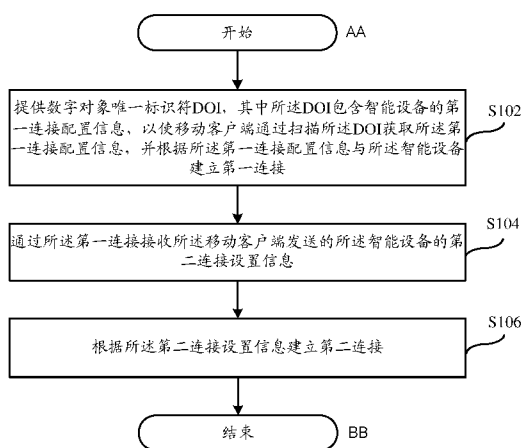 开始
AA
提供数字对象唯一标识符DOI，其中所述DOI包含智能设备的第
一连接配置信息，以使移动客户端通过扫描所述DOI获取所述第
一连接配置信息，并根据所述第一连接配置信息与所述智能设备
建立第一连接
S102
通过所述第一连接接收所述移动客户端发送的所述智能设备的第
二连接设置信息
S104
根据所述第二连接设置信息建立第二连接
S106
结束
BB